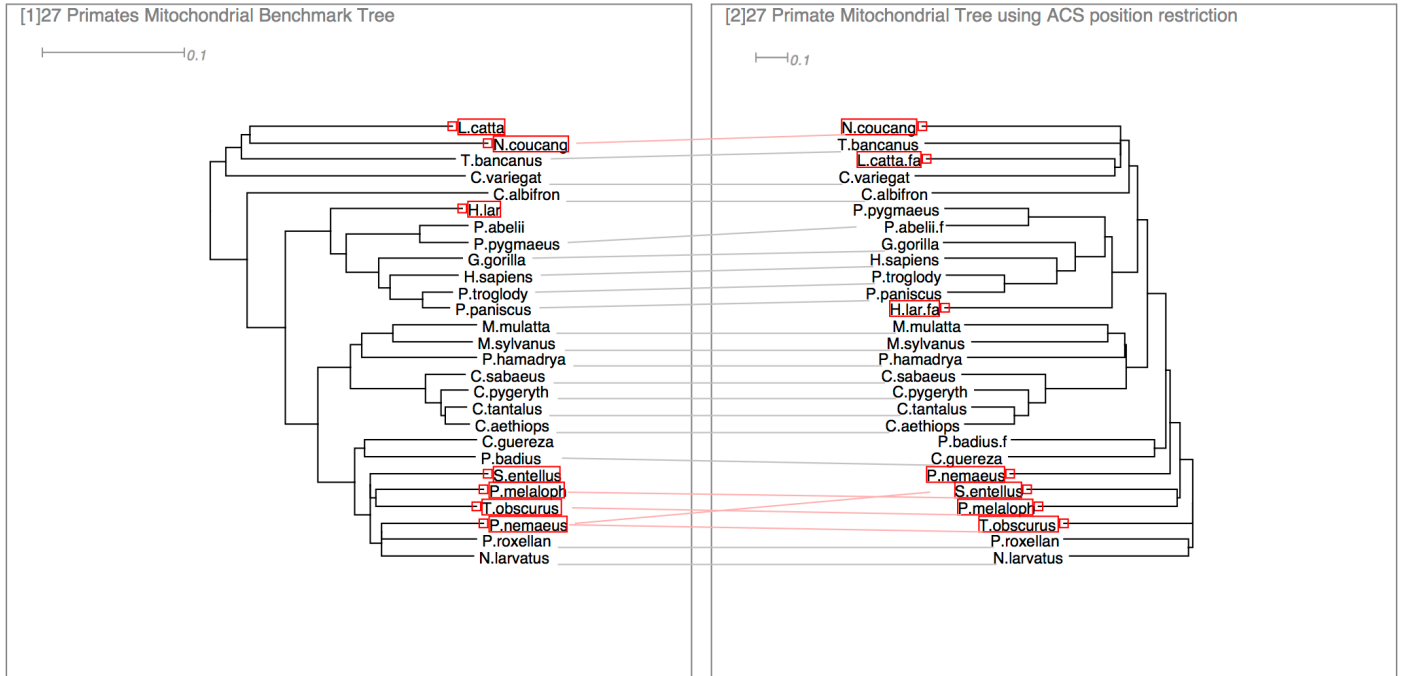 [1]27 Primates Mitochondrial Benchmark Tree
0.1
L.catta
N.coucang
T.bancanus
C.variegat
C.albifron
H.lar
P.abelii
P.pygmaeus
G.gorilla
H.sapiens
P.troglody
P.paniscus
M.mulatta
M.sylvanus
P.hamadrya
C.sabaeus
C.pygeryth
C.tantalus
C.aethiops
C.guereza
P.badius
S.entellus
P.melaloph
T.obscurus
P.nemaeus
P.roxellan
N.larvatus
[2]27 Primate Mitochondrial Tree using ACS position restriction
0.1
N.coucang
T.bancanus
L.catta.fa
C.variegat
C.albifron
P.pygmaeus
P.abelii.f
G.gorilla
H.sapiens
P.troglody
P.paniscus
H.lar.fa
M.mulatta
M.sylvanus
P.hamadrya
C.sabaeus
C.pygeryth
C.tantalus
C.aethiops
P.badius.f
C.guereza
P.nemaeus
S.entellus
P.melaloph
T.obscurus
P.roxellan
N.larvatus